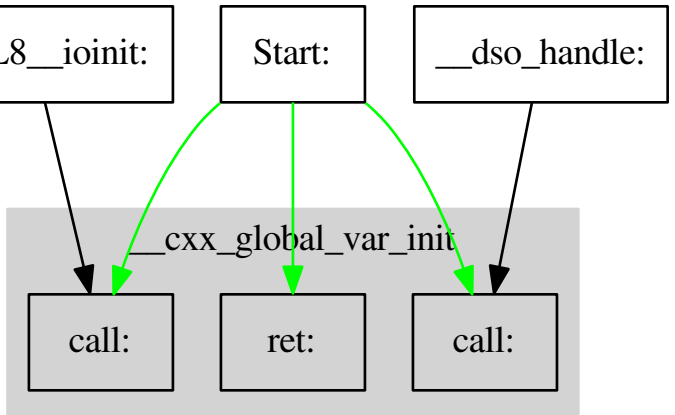 L8__ioinit:
Start:
__dso_handle:
__cxx_global_var_init
call:
ret:
call: